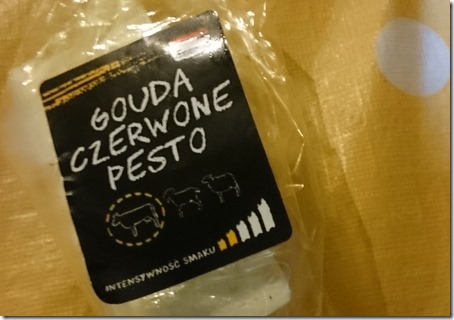 GOUDA
CZERWONE
PESTO
INTENSYWNOŚĆ SMAKU